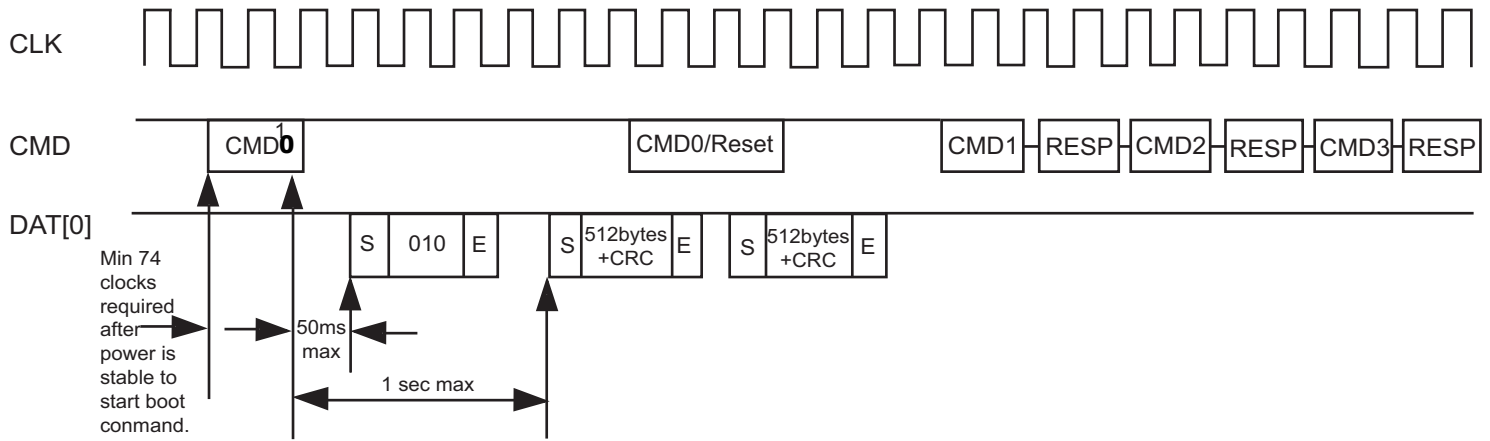 CLK
CMD
CMD0 1
CMD0/Reset
CMD1
RESP
CMD2
RESP
CMD3
RESP
DAT[0]
S
010
E
S
512bytes
+CRC
E
S
512bytes
+CRC
E
Min 74
clocks
required
after
power is
stable to
start boot
conmand.
50ms
max
1 sec max